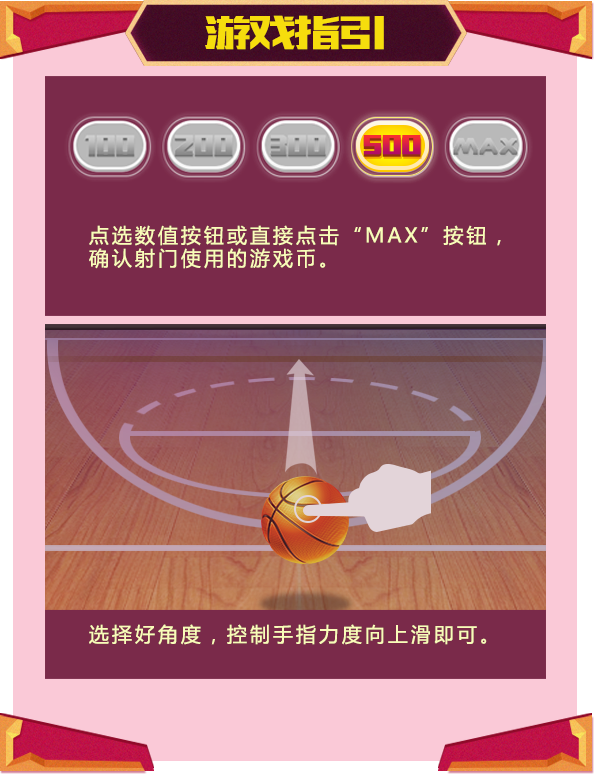 游戏指引
100 200 300 500 MAX
点选数值按钮或直接点击“MAX”按钮，
确认射门使用的游戏币。
选择好角度，控制手指力度向上滑即可。